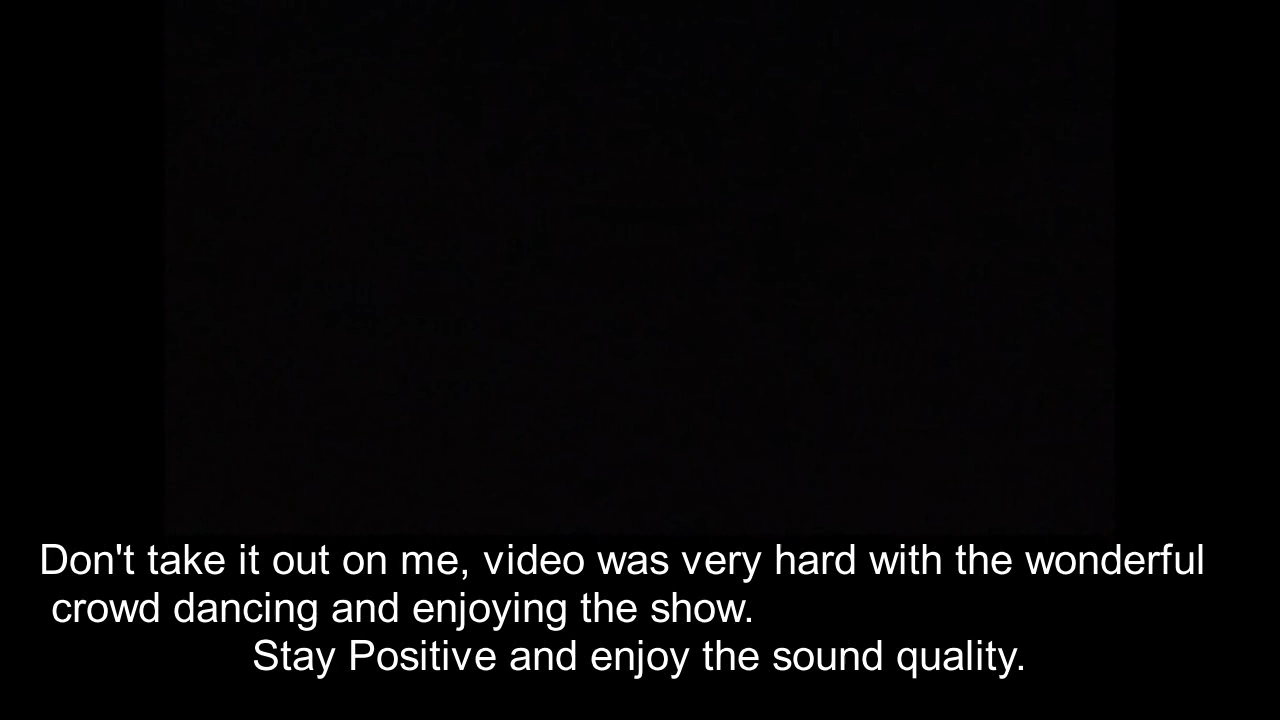 Don't take it out on me, video was very hard with the wonderful
crowd dancing and enjoying the show.
Stay Positive and enjoy the sound quality.